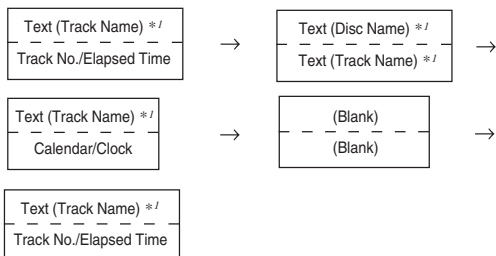 Text (Track Name) *1
Track No./Elapsed Time
→
Text (Disc Name) *1
Text (Track Name) *1
→
Text (Track Name) *1
Calendar/Clock
→
(Blank)
(Blank)
→
Text (Track Name) *1
Track No./Elapsed Time